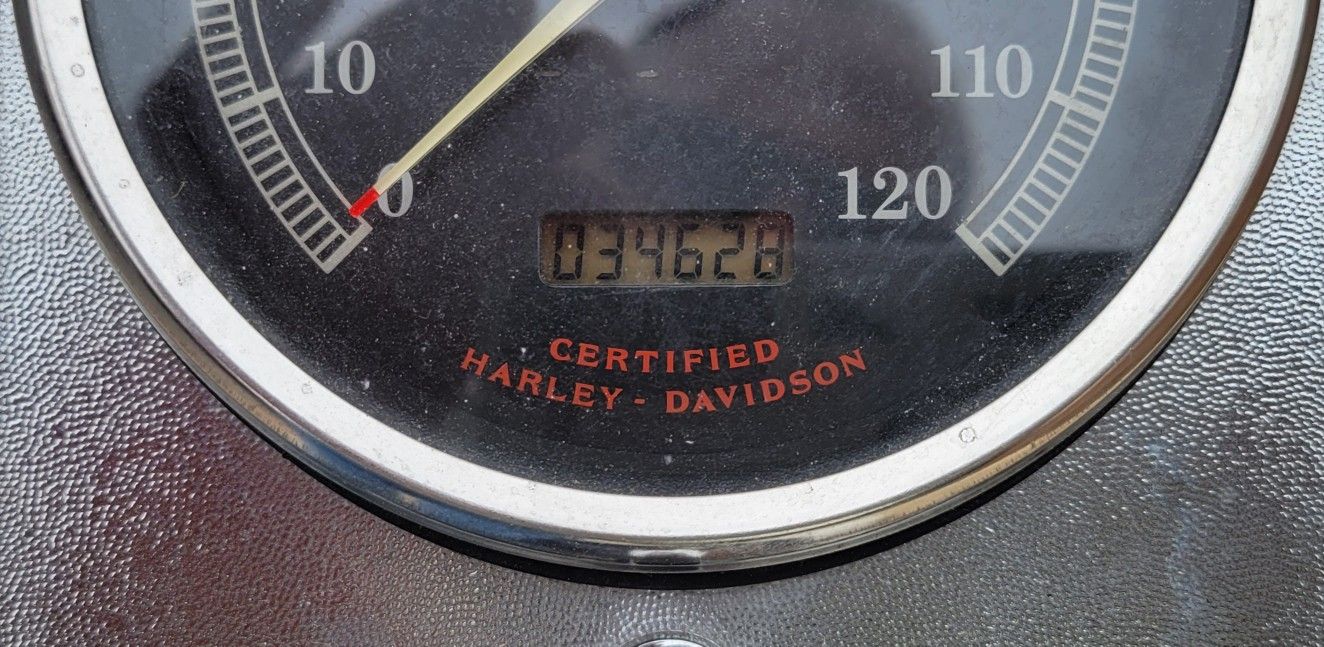 10 110
0 120
034628
CERTIFIED
HARLEY - DAVIDSON